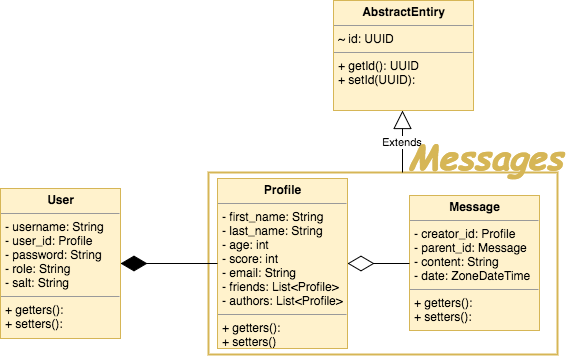 AbstractEntiry
~ id: UUID
+ getId(): UUID
+ setId(UUID):
Extends
Messages
User
- username: String
- user_id: Profile
- password: String
- role: String
- salt: String
+ getters():
+ setters():
Profile
- first_name: String
- last_name: String
- age: int
- score: int
- email: String
- friends: List<Profile>
- authors: List<Profile>
+ getters():
+ setters()
Message
- creator_id: Profile
- parent_id: Message
- content: String
- date: ZoneDateTime
+ getters():
+ setters():